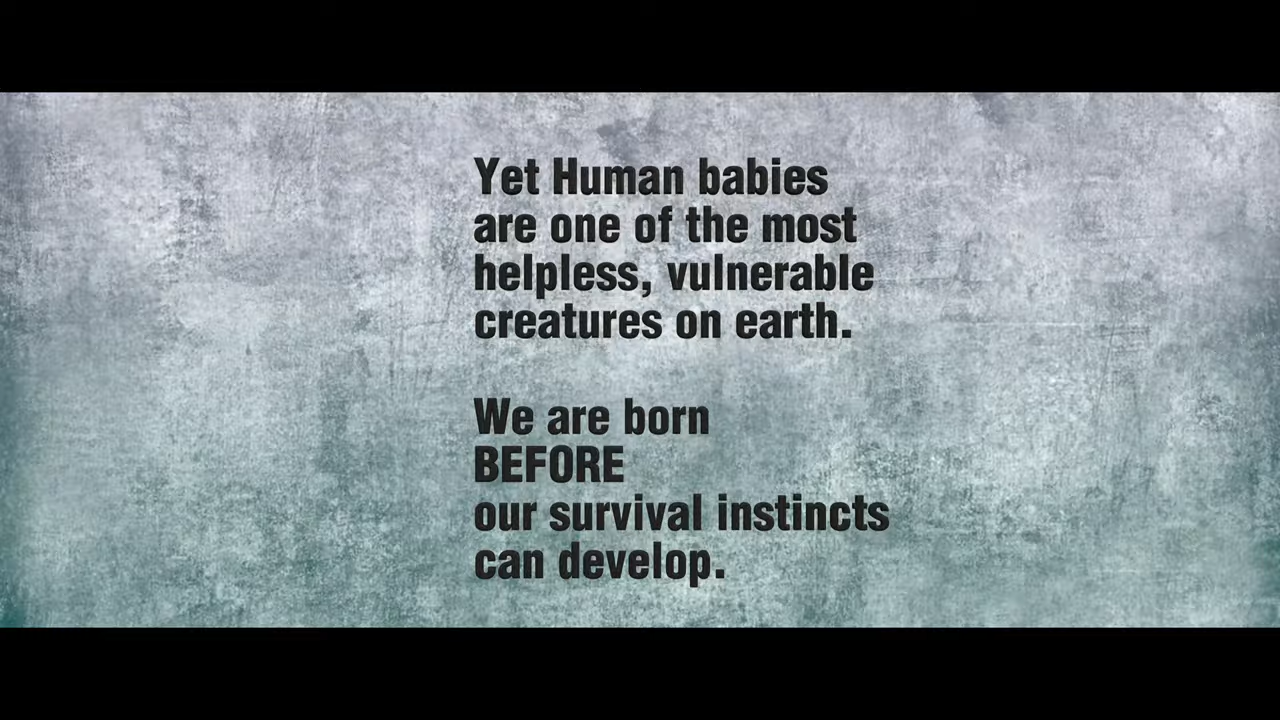 Yet Human babies
are one of the most
helpless, vulnerable
creatures on earth.
We are born
BEFORE
our survival instincts
can develop.